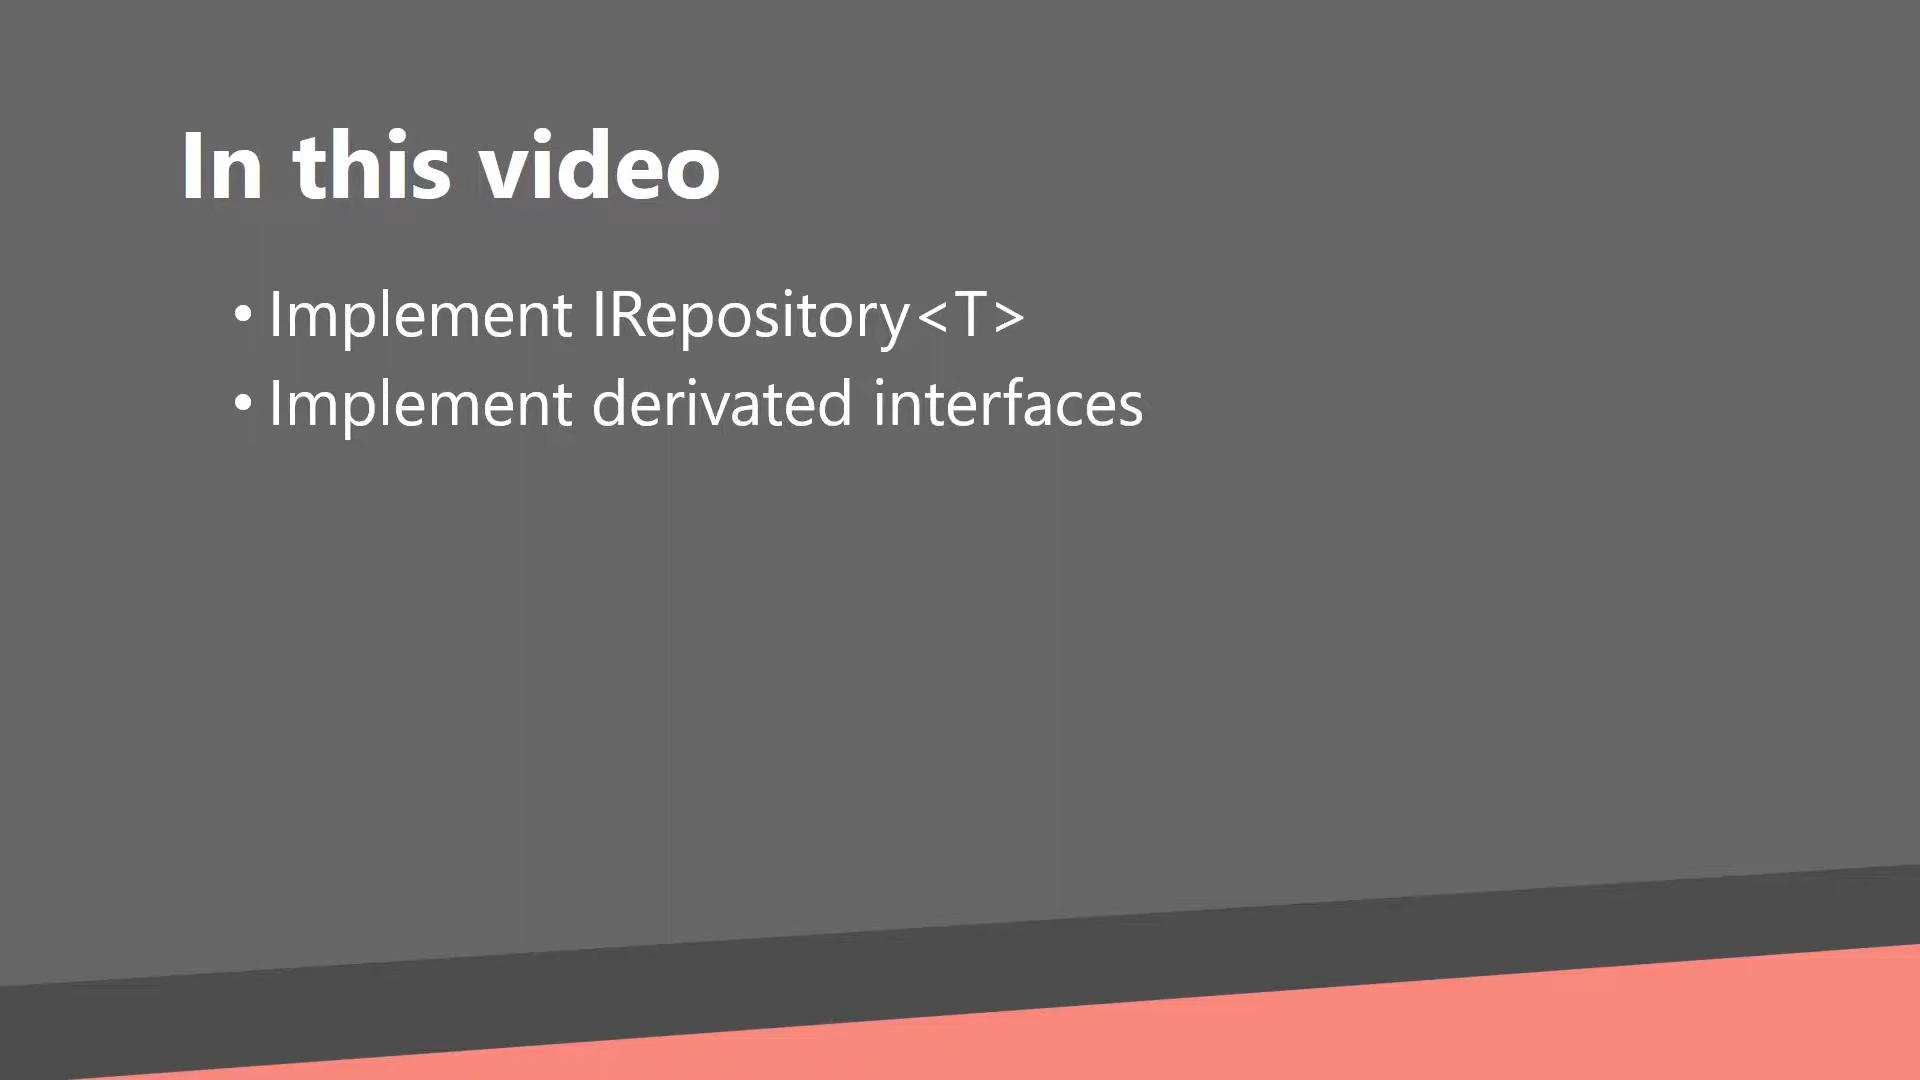 In this video
• Implement IRepository<T>
• Implement derivated interfaces